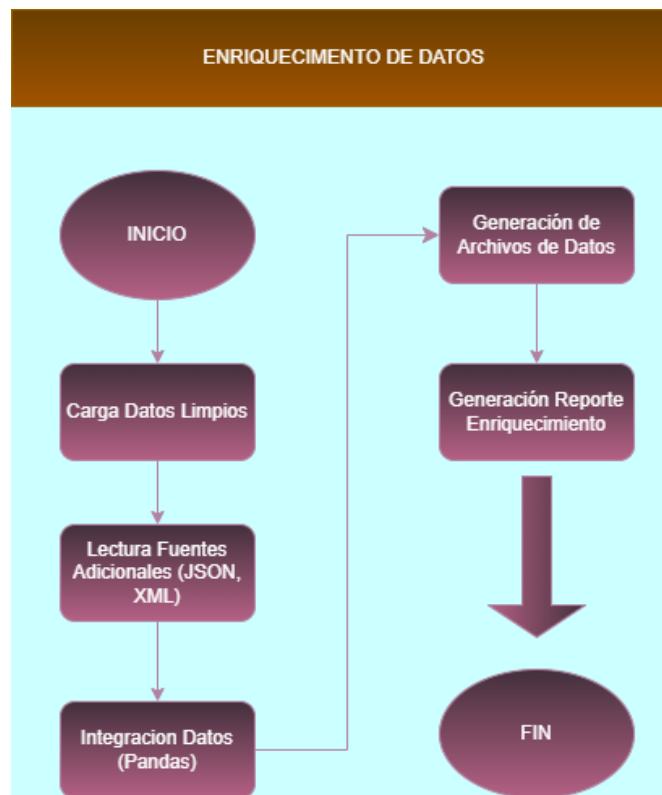 ENRIQUECIMENTO DE DATOS
INICIO
Carga Datos Limpios
Lectura Fuentes
Adicionales (JSON,
XML)
Integracion Datos
(Pandas)
Generación de
Archivos de Datos
Generación Reporte
Enriquecimiento
FIN